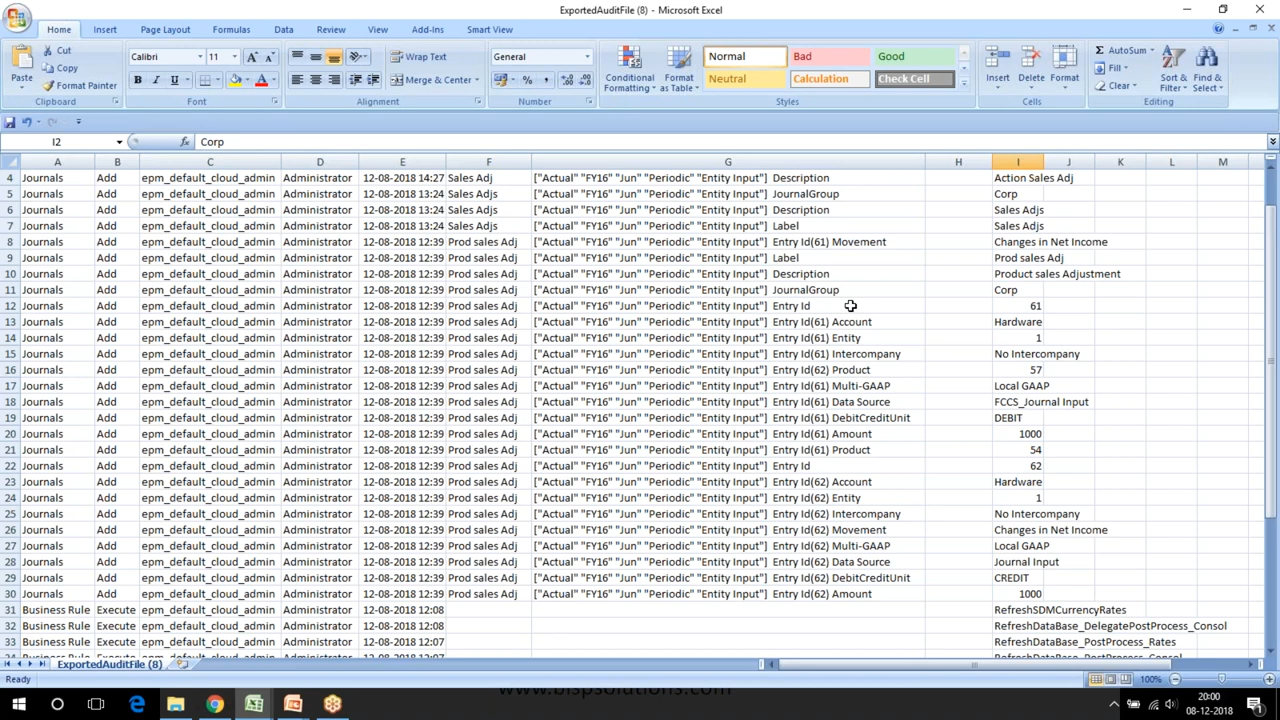 ExportedAuditFile (8) - Microsoft Excel
Home Insert Page Layout Formulas Data Review View Add-Ins Smart View
Cut Calibri 11 Wrap Text General Normal Bad Good AutoSum
Copy Fill
Paste Format Painter Merge & Center Conditional Formatting Format as Table Neutral Calculation Check Cell Insert Delete Format Clear Sort & Filter Find & Select
Clipboard Font Alignment Number Styles Cells Editing
I2 fx Corp
A B C D E F G H I J K L M
4 Journals Add epm_default_cloud_admin Administrator 12-08-2018 14:27 Sales Adj ["Actual" "FY16" "Jun" "Periodic" "Entity Input"] Description Action Sales Adj
5 Journals Add epm_default_cloud_admin Administrator 12-08-2018 13:24 Sales Adjs ["Actual" "FY16" "Jun" "Periodic" "Entity Input"] JournalGroup Corp
6 Journals Add epm_default_cloud_admin Administrator 12-08-2018 13:24 Sales Adjs ["Actual" "FY16" "Jun" "Periodic" "Entity Input"] Description Sales Adjs
7 Journals Add epm_default_cloud_admin Administrator 12-08-2018 13:24 Sales Adjs ["Actual" "FY16" "Jun" "Periodic" "Entity Input"] Label Sales Adjs
8 Journals Add epm_default_cloud_admin Administrator 12-08-2018 12:39 Prod sales Adj ["Actual" "FY16" "Jun" "Periodic" "Entity Input"] Entry Id(61) Movement Changes in Net Income
9 Journals Add epm_default_cloud_admin Administrator 12-08-2018 12:39 Prod sales Adj ["Actual" "FY16" "Jun" "Periodic" "Entity Input"] Label Prod sales Adj
10 Journals Add epm_default_cloud_admin Administrator 12-08-2018 12:39 Prod sales Adj ["Actual" "FY16" "Jun" "Periodic" "Entity Input"] Description Product sales Adjustment
11 Journals Add epm_default_cloud_admin Administrator 12-08-2018 12:39 Prod sales Adj ["Actual" "FY16" "Jun" "Periodic" "Entity Input"] JournalGroup Corp
12 Journals Add epm_default_cloud_admin Administrator 12-08-2018 12:39 Prod sales Adj ["Actual" "FY16" "Jun" "Periodic" "Entity Input"] Entry Id 61
13 Journals Add epm_default_cloud_admin Administrator 12-08-2018 12:39 Prod sales Adj ["Actual" "FY16" "Jun" "Periodic" "Entity Input"] Entry Id(61) Account Hardware
14 Journals Add epm_default_cloud_admin Administrator 12-08-2018 12:39 Prod sales Adj ["Actual" "FY16" "Jun" "Periodic" "Entity Input"] Entry Id(61) Entity 1
15 Journals Add epm_default_cloud_admin Administrator 12-08-2018 12:39 Prod sales Adj ["Actual" "FY16" "Jun" "Periodic" "Entity Input"] Entry Id(61) Intercompany No Intercompany
16 Journals Add epm_default_cloud_admin Administrator 12-08-2018 12:39 Prod sales Adj ["Actual" "FY16" "Jun" "Periodic" "Entity Input"] Entry Id(62) Product 57
17 Journals Add epm_default_cloud_admin Administrator 12-08-2018 12:39 Prod sales Adj ["Actual" "FY16" "Jun" "Periodic" "Entity Input"] Entry Id(61) Multi-GAAP Local GAAP
18 Journals Add epm_default_cloud_admin Administrator 12-08-2018 12:39 Prod sales Adj ["Actual" "FY16" "Jun" "Periodic" "Entity Input"] Entry Id(61) Data Source FCCS_Journal Input
19 Journals Add epm_default_cloud_admin Administrator 12-08-2018 12:39 Prod sales Adj ["Actual" "FY16" "Jun" "Periodic" "Entity Input"] Entry Id(61) DebitCreditUnit DEBIT
20 Journals Add epm_default_cloud_admin Administrator 12-08-2018 12:39 Prod sales Adj ["Actual" "FY16" "Jun" "Periodic" "Entity Input"] Entry Id(61) Amount 1000
21 Journals Add epm_default_cloud_admin Administrator 12-08-2018 12:39 Prod sales Adj ["Actual" "FY16" "Jun" "Periodic" "Entity Input"] Entry Id(61) Product 54
22 Journals Add epm_default_cloud_admin Administrator 12-08-2018 12:39 Prod sales Adj ["Actual" "FY16" "Jun" "Periodic" "Entity Input"] Entry Id 62
23 Journals Add epm_default_cloud_admin Administrator 12-08-2018 12:39 Prod sales Adj ["Actual" "FY16" "Jun" "Periodic" "Entity Input"] Entry Id(62) Account Hardware
24 Journals Add epm_default_cloud_admin Administrator 12-08-2018 12:39 Prod sales Adj ["Actual" "FY16" "Jun" "Periodic" "Entity Input"] Entry Id(62) Entity 1
25 Journals Add epm_default_cloud_admin Administrator 12-08-2018 12:39 Prod sales Adj ["Actual" "FY16" "Jun" "Periodic" "Entity Input"] Entry Id(62) Intercompany No Intercompany
26 Journals Add epm_default_cloud_admin Administrator 12-08-2018 12:39 Prod sales Adj ["Actual" "FY16" "Jun" "Periodic" "Entity Input"] Entry Id(62) Movement Changes in Net Income
27 Journals Add epm_default_cloud_admin Administrator 12-08-2018 12:39 Prod sales Adj ["Actual" "FY16" "Jun" "Periodic" "Entity Input"] Entry Id(62) Multi-GAAP Local GAAP
28 Journals Add epm_default_cloud_admin Administrator 12-08-2018 12:39 Prod sales Adj ["Actual" "FY16" "Jun" "Periodic" "Entity Input"] Entry Id(62) Data Source Journal Input
29 Journals Add epm_default_cloud_admin Administrator 12-08-2018 12:39 Prod sales Adj ["Actual" "FY16" "Jun" "Periodic" "Entity Input"] Entry Id(62) DebitCreditUnit CREDIT
30 Journals Add epm_default_cloud_admin Administrator 12-08-2018 12:39 Prod sales Adj ["Actual" "FY16" "Jun" "Periodic" "Entity Input"] Entry Id(62) Amount 1000
31 Business Rule Execute epm_default_cloud_admin Administrator 12-08-2018 12:08 RefreshSDMCurrencyRates
32 Business Rule Execute epm_default_cloud_admin Administrator 12-08-2018 12:08 RefreshDataBase_DelegatePostProcess_Consol
33 Business Rule Execute epm_default_cloud_admin Administrator 12-08-2018 12:07 RefreshDataBase_PostProcess_Rates
ExportedAuditFile (8)
Ready 100%
www.bispsolutions.com
20:00
08-12-2018